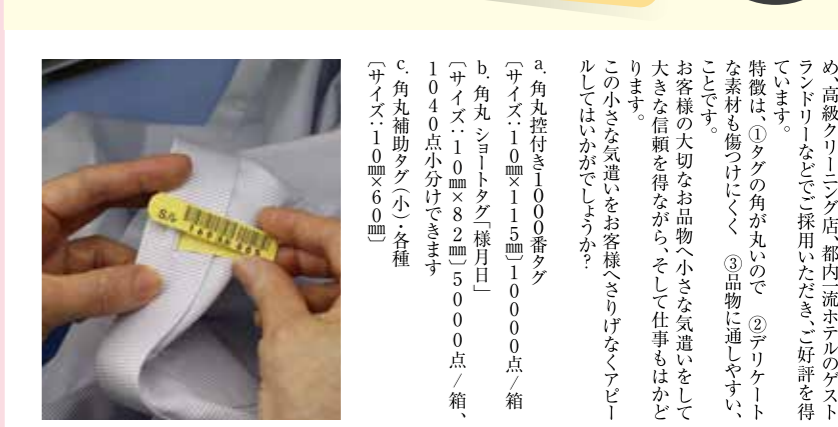 め、高級クリーニング店、都内一流ホテルのゲスト
ランドリーなどでご採用いただき、ご好評を得
ています。
特徴は、①タグの角が丸いので ②デリケート
な素材も傷つけにくく ③品物に通しやすい、
ことです。
お客様の大切なお品物へ小さな気遣いをして
大きな信頼を得ながら、そして仕事もはかど
ります。
この小さな気遣いをお客様へさりげなくアピー
ルしてはいかがでしょうか?
a. 角丸控付き1000番タグ
〔サイズ:10㎜×115㎜〕10000点/箱
b. 角丸 ショートタグ「様月日」
〔サイズ:10㎜×82㎜〕5000点/箱、
1040点小分けできます
c. 角丸補助タグ(小)・各種
〔サイズ:10㎜×60㎜〕